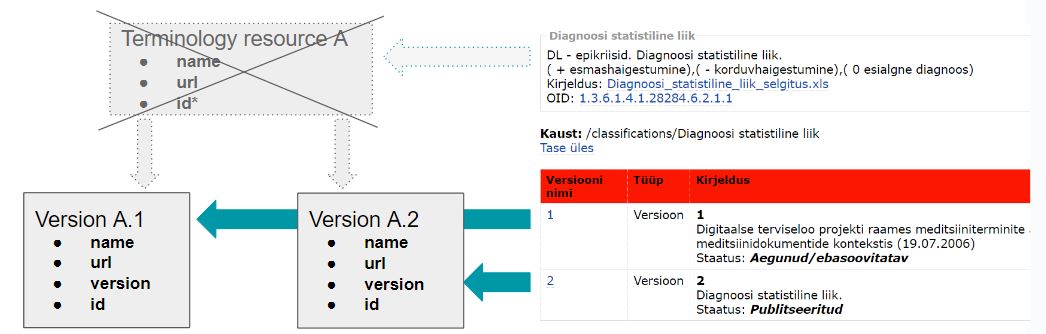 Terminology resource A
● name
● url
● id*
Version A.1
● name
● url
● version
● id
Version A.2
● name
● url
● version
● id
Diagnoosi statistiline liik
DL - epikriisid. Diagnoosi statistiline liik.
( + esmashaigestumine),( - korduvhaigestumine),( 0 esialgne diagnoos)
Kirjeldus: Diagnoosi_statistiline_liik_selgitus.xls
OID: 1.3.6.1.4.1.28284.6.2.1.1
Kaust: /classifications/Diagnoosi statistiline liik
Tase üles
Versiooni nimi Tüüp Kirjeldus
1 Versioon 1
Digitaalse terviseloo projekti raames meditsiiniterminite
meditsiinidokumentide kontekstis (19.07.2006)
Staatus: Aegunud/ebasoovitatav
2 Versioon 2
Diagnoosi statistiline liik.
Staatus: Publitseeritud